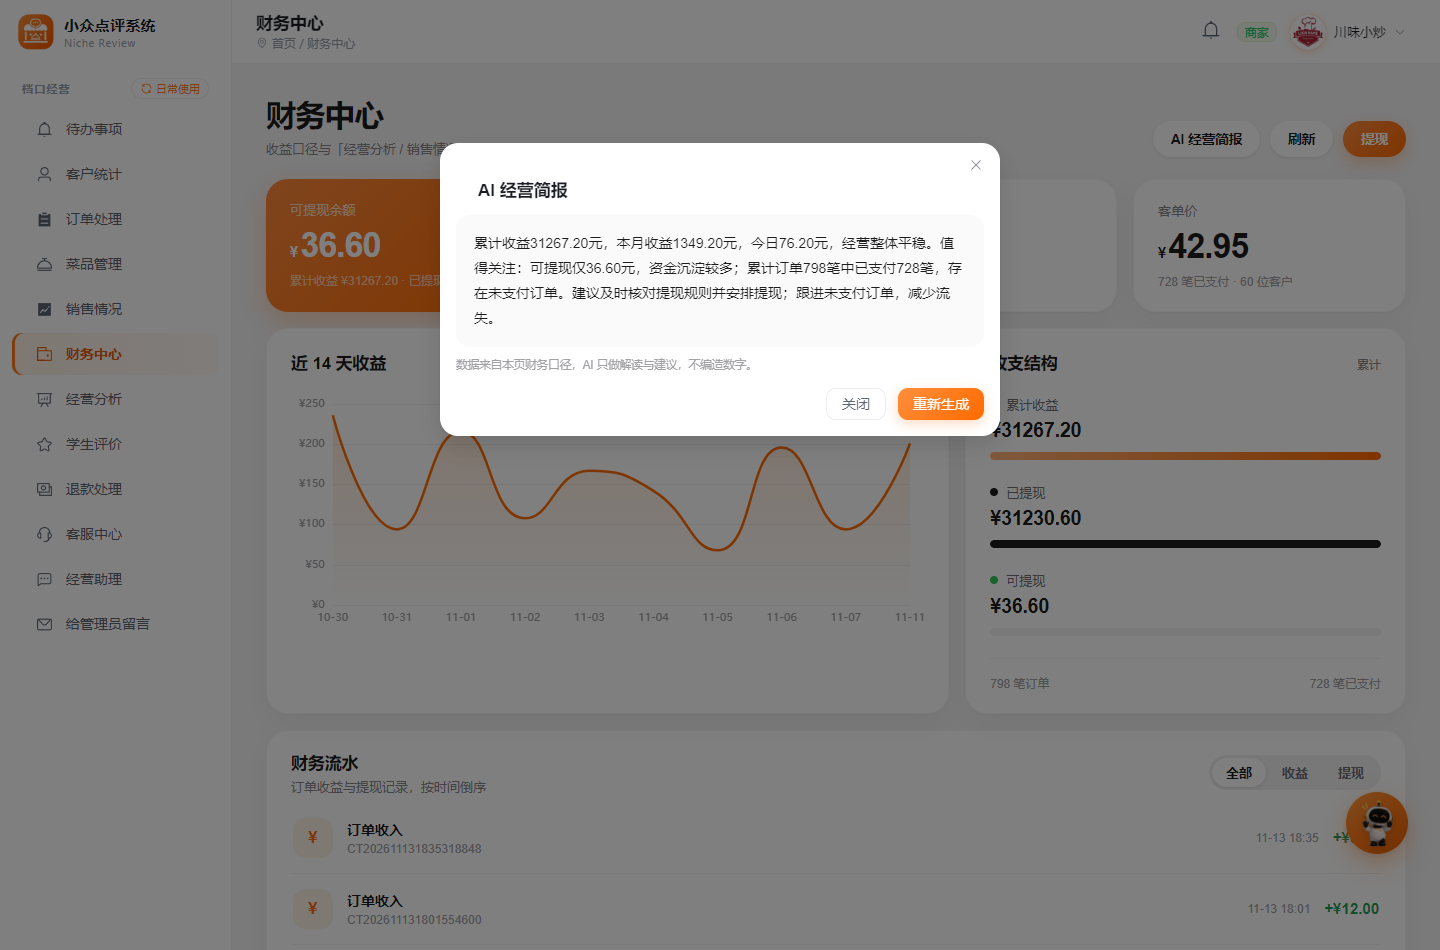 小众点评系统
Niche Review
档口经营
日常使用
待办事项
客户统计
订单处理
菜品管理
销售情况
财务中心
经营分析
学生评价
退款处理
客服中心
经营助理
给管理员留言
财务中心
首页 / 财务中心
商家
川味小炒
财务中心
收益口径与「经营分析 / 销售情
AI 经营简报
刷新
提现
可提现余额
¥36.60
累计收益 ¥31267.20 · 已提现
客单价
¥42.95
728 笔已支付 · 60 位客户
AI 经营简报
累计收益31267.20元，本月收益1349.20元，今日76.20元，经营整体平稳。值
得关注：可提现仅36.60元，资金沉淀较多；累计订单798笔中已支付728笔，存
在未支付订单。建议及时核对提现规则并安排提现；跟进未支付订单，减少流
失。
数据来自本页财务口径，AI 只做解读与建议，不编造数字。
关闭
重新生成
近 14 天收益
¥250
¥200
¥150
¥100
¥50
¥0
10-30
10-31
11-01
11-02
11-03
11-04
11-05
11-06
11-07
11-11
支结构
累计
累计收益
¥31267.20
已提现
¥31230.60
可提现
¥36.60
798 笔订单
728 笔已支付
财务流水
订单收益与提现记录，按时间倒序
全部
收益
提现
¥
订单收入
CT202611131835318848
11-13 18:35
+¥
¥
订单收入
CT202611131801554600
11-13 18:01
+¥12.00